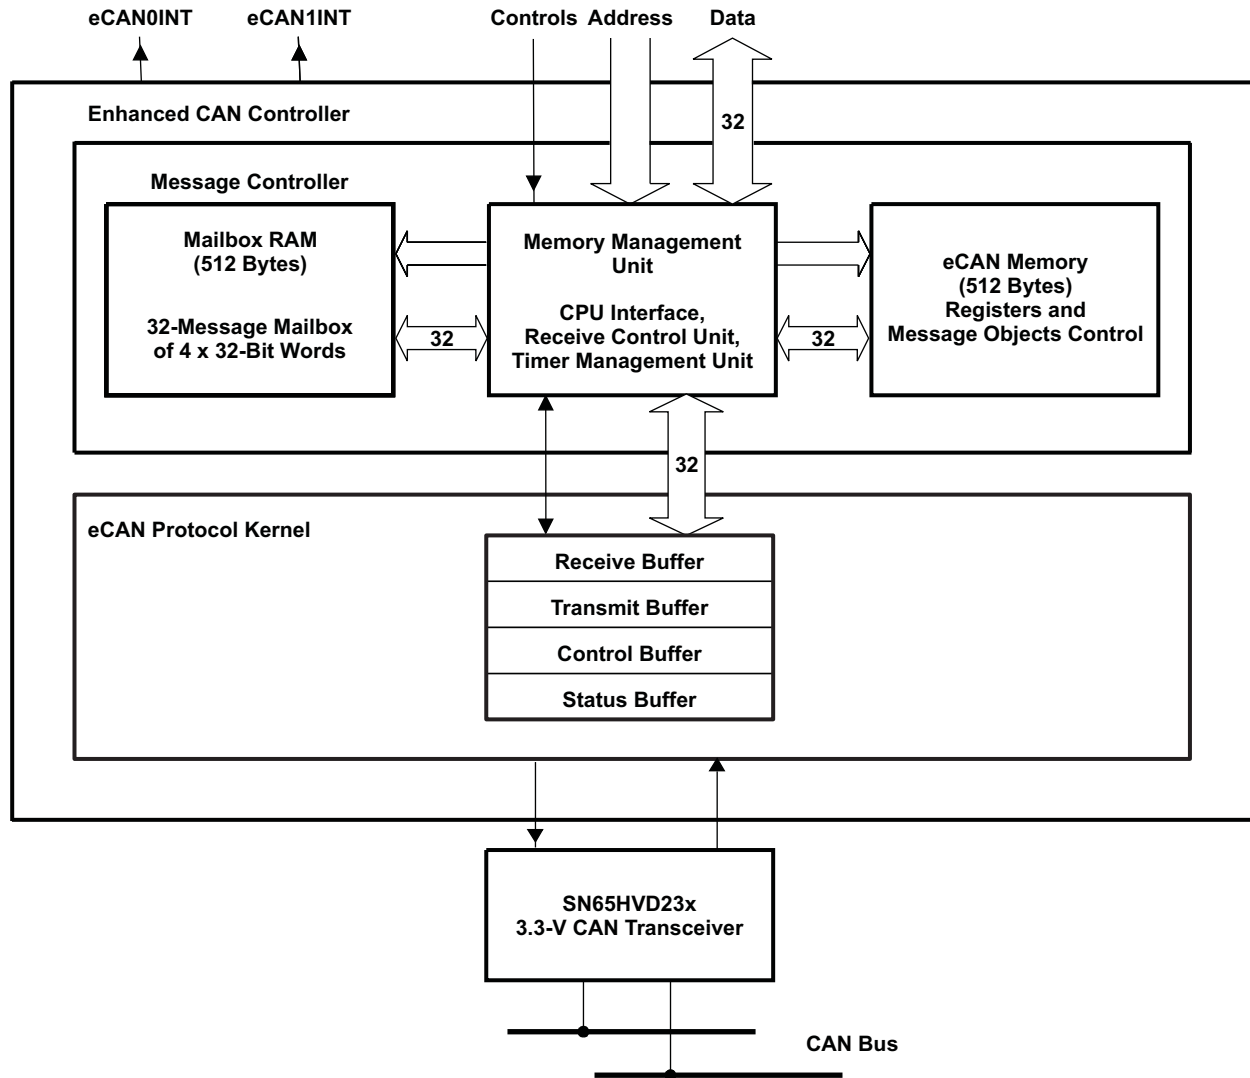 eCAN0INT
eCAN1INT
Controls
Address
Data
32
Enhanced CAN Controller
Message Controller
Mailbox RAM
(512 Bytes)
32-Message Mailbox
of 4 x 32-Bit Words
32
Memory Management
Unit
CPU Interface,
Receive Control Unit,
Timer Management Unit
32
eCAN Memory
(512 Bytes)
Registers and
Message Objects Control
32
eCAN Protocol Kernel
Receive Buffer
Transmit Buffer
Control Buffer
Status Buffer
SN65HVD23x
3.3-V CAN Transceiver
CAN Bus